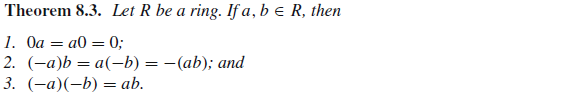 Theorem 8.3. Let R be a ring. If a, b ∈ R, then
1. 0a = a0 = 0;
2. (−a)b = a(−b) = −(ab); and
3. (−a)(−b) = ab.